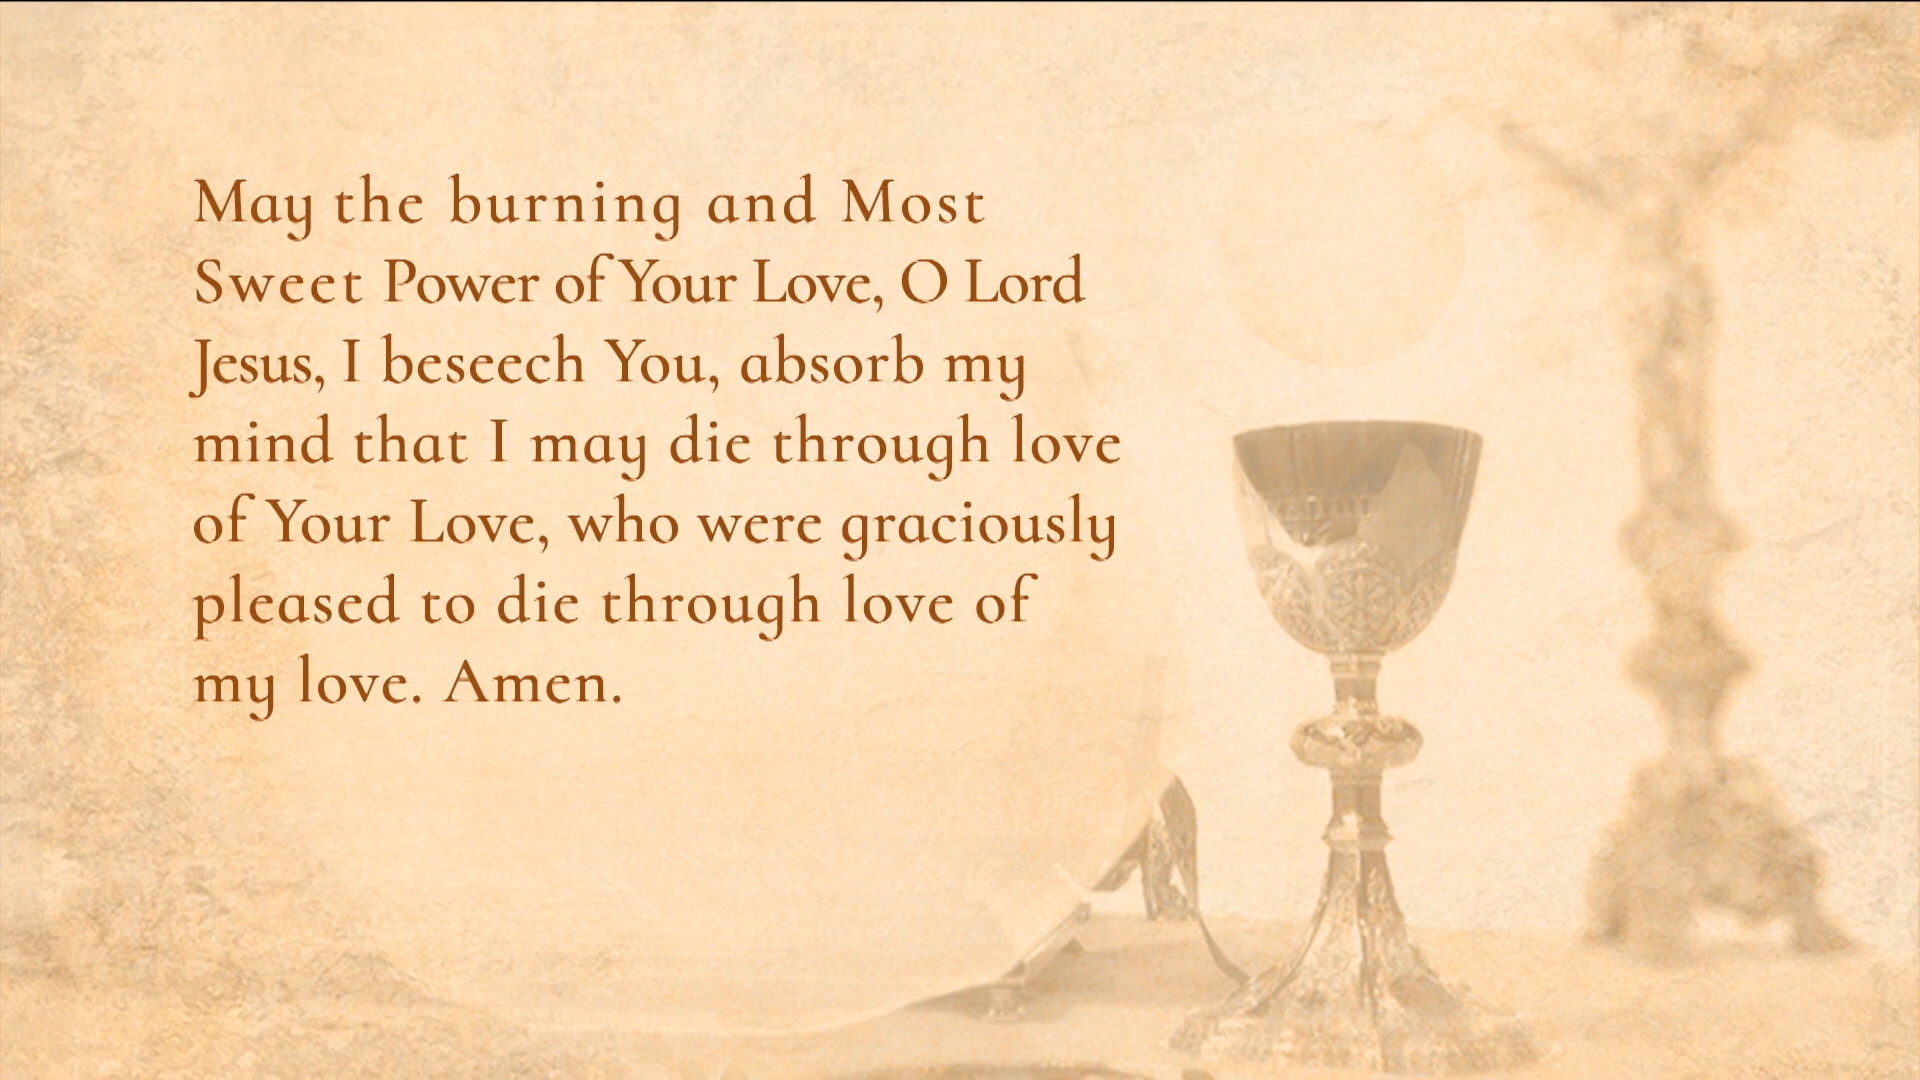 May the burning and Most
Sweet Power of Your Love, O Lord
Jesus, I beseech You, absorb my
mind that I may die through love
of Your Love, who were graciously
pleased to die through love of
my love. Amen.